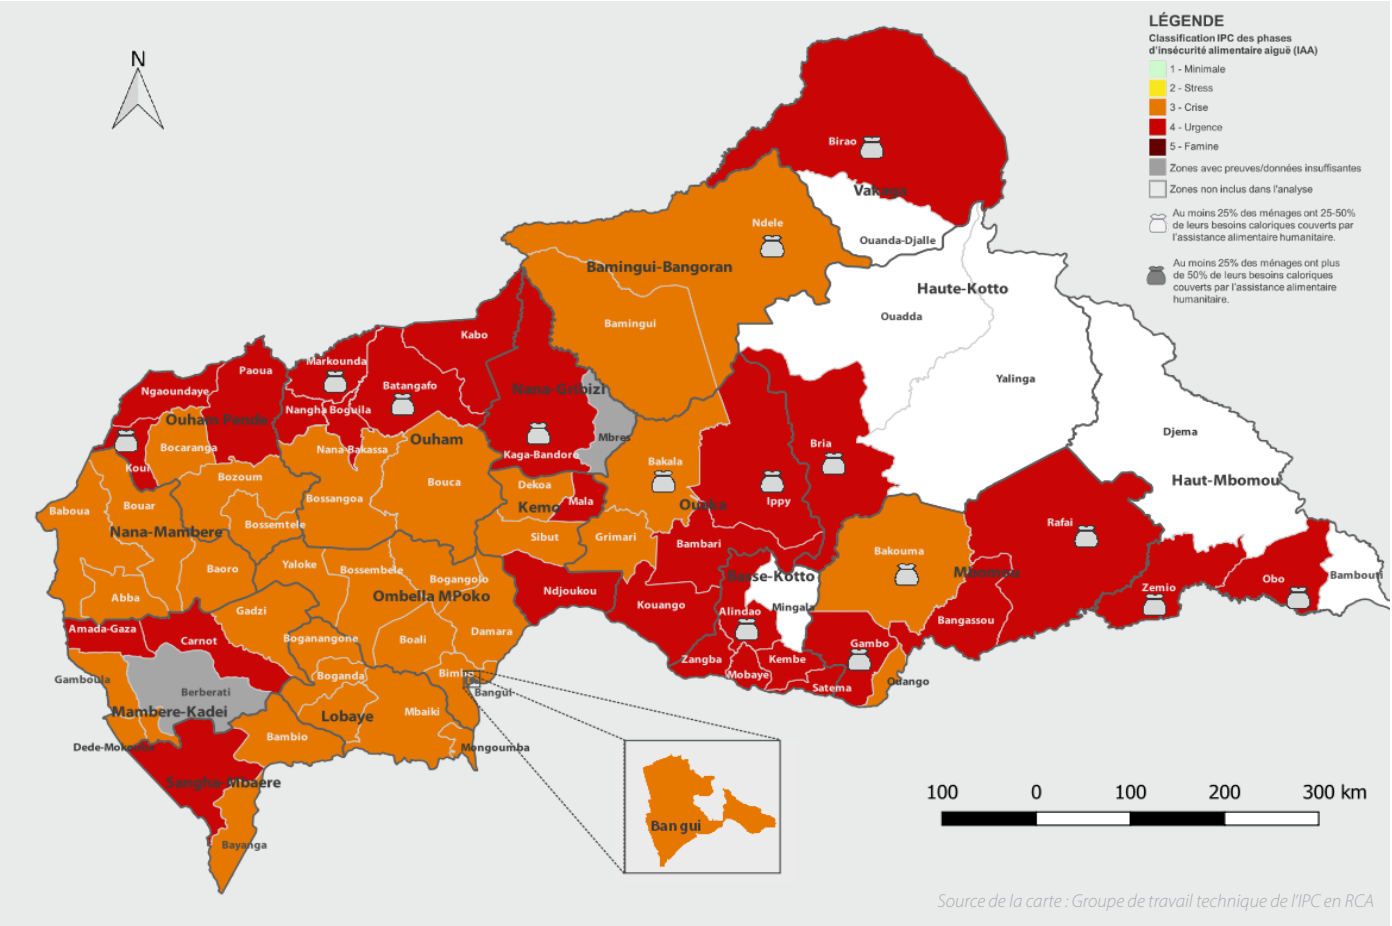 LÉGENDE
Classification IPC des phases
d'insécurité alimentaire aiguë (IAA)
1 - Minimale
2 - Stress
3 - Crise
4 - Urgence
5 - Famine
Zones avec preuves/données insuffisantes
Zones non inclus dans l'analyse
Au moins 25% des ménages ont 25-50%
de leurs besoins caloriques couverts par
l'assistance alimentaire humanitaire.
Au moins 25% des ménages ont plus
de 50% de leurs besoins caloriques
couverts par l'assistance alimentaire
humanitaire.
N
Birao
Vakaga
Ndele
Ouanda-Djalle
Bamingui-Bangoran
Haute-Kotto
Ouadda
Bamingui
Kabo
Markounda
Paoua
Yalinga
Ngaoundaye
Batangafo
Nana-Gribizi
Nangha Boguila
Ouham Pende
Djema
Ouham
Mbres
Bria
Bocaranga
Nana-Bakassa
Kaga-Bandoro
Bakala
Koui
Bozoum
Bouca
Dekoa
Haut-Mbomou
Bossangoa
Mala
Ippy
Bouar
Kemo
Ouaka
Baboua
Bossemtele
Rafai
Nana-Mambere
Sibut
Grimari
Bambari
Bakouma
Yaloke
Bossembele
Baoro
Bogangolo
Mbomou
Basse-Kotto
Bambouti
Obo
Zemio
Abba
Ombella MPoko
Ndjoukou
Kouango
Mingala
Gadzi
Alindao
Bangassou
Amada-Gaza
Carnot
Boganangone
Boali
Damara
Gambo
Zangba
Kembe
Mobaye
Satema
Ouango
Gamboula
Boganda
Bimbo
Berberati
Bangui
Mambere-Kadei
Lobaye
Mbaiki
Bambio
Dede-Mokouba
Mongoumba
Sangha-Mbaere
Bayanga
Bangui
100 0 100 200 300 km
Source de la carte : Groupe de travail technique de l'IPC en RCA